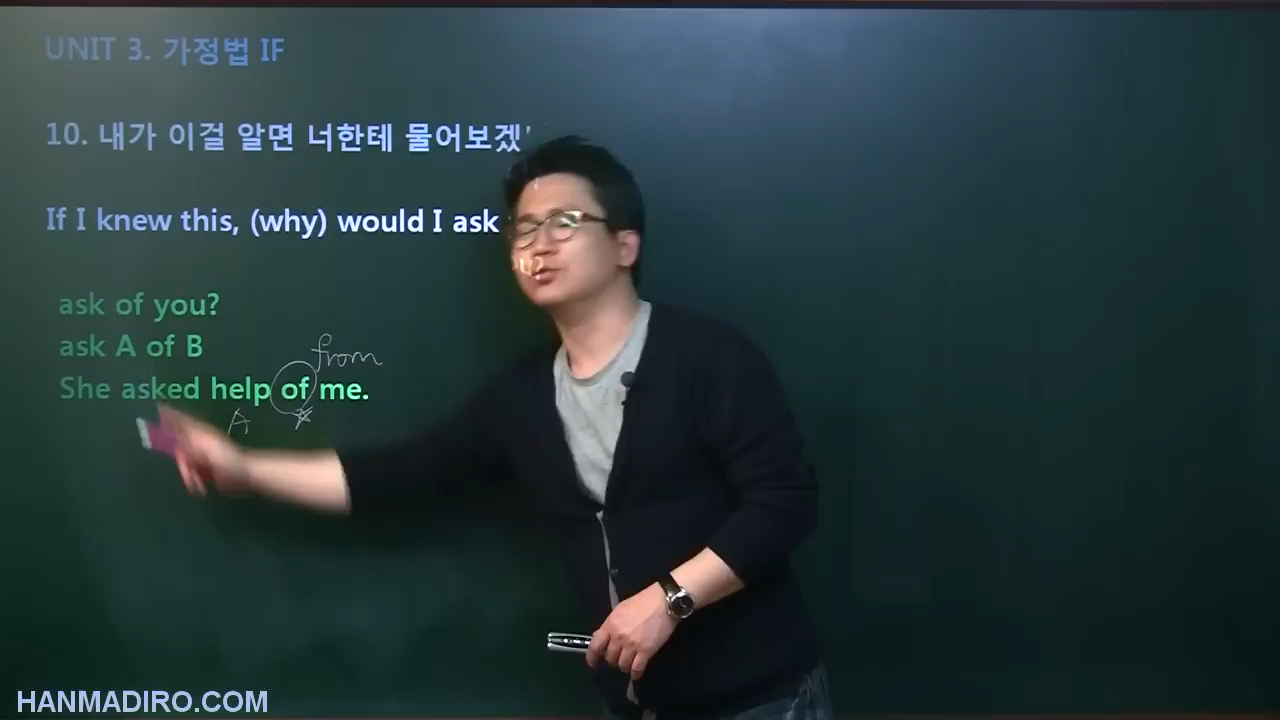 UNIT 3. 가정법 IF
10. 내가 이걸 알면 너한테 물어보겠
If I knew this, (why) would I ask
ask of you?
ask A of B
from
She asked help of me.
A
HANMADIRO.COM